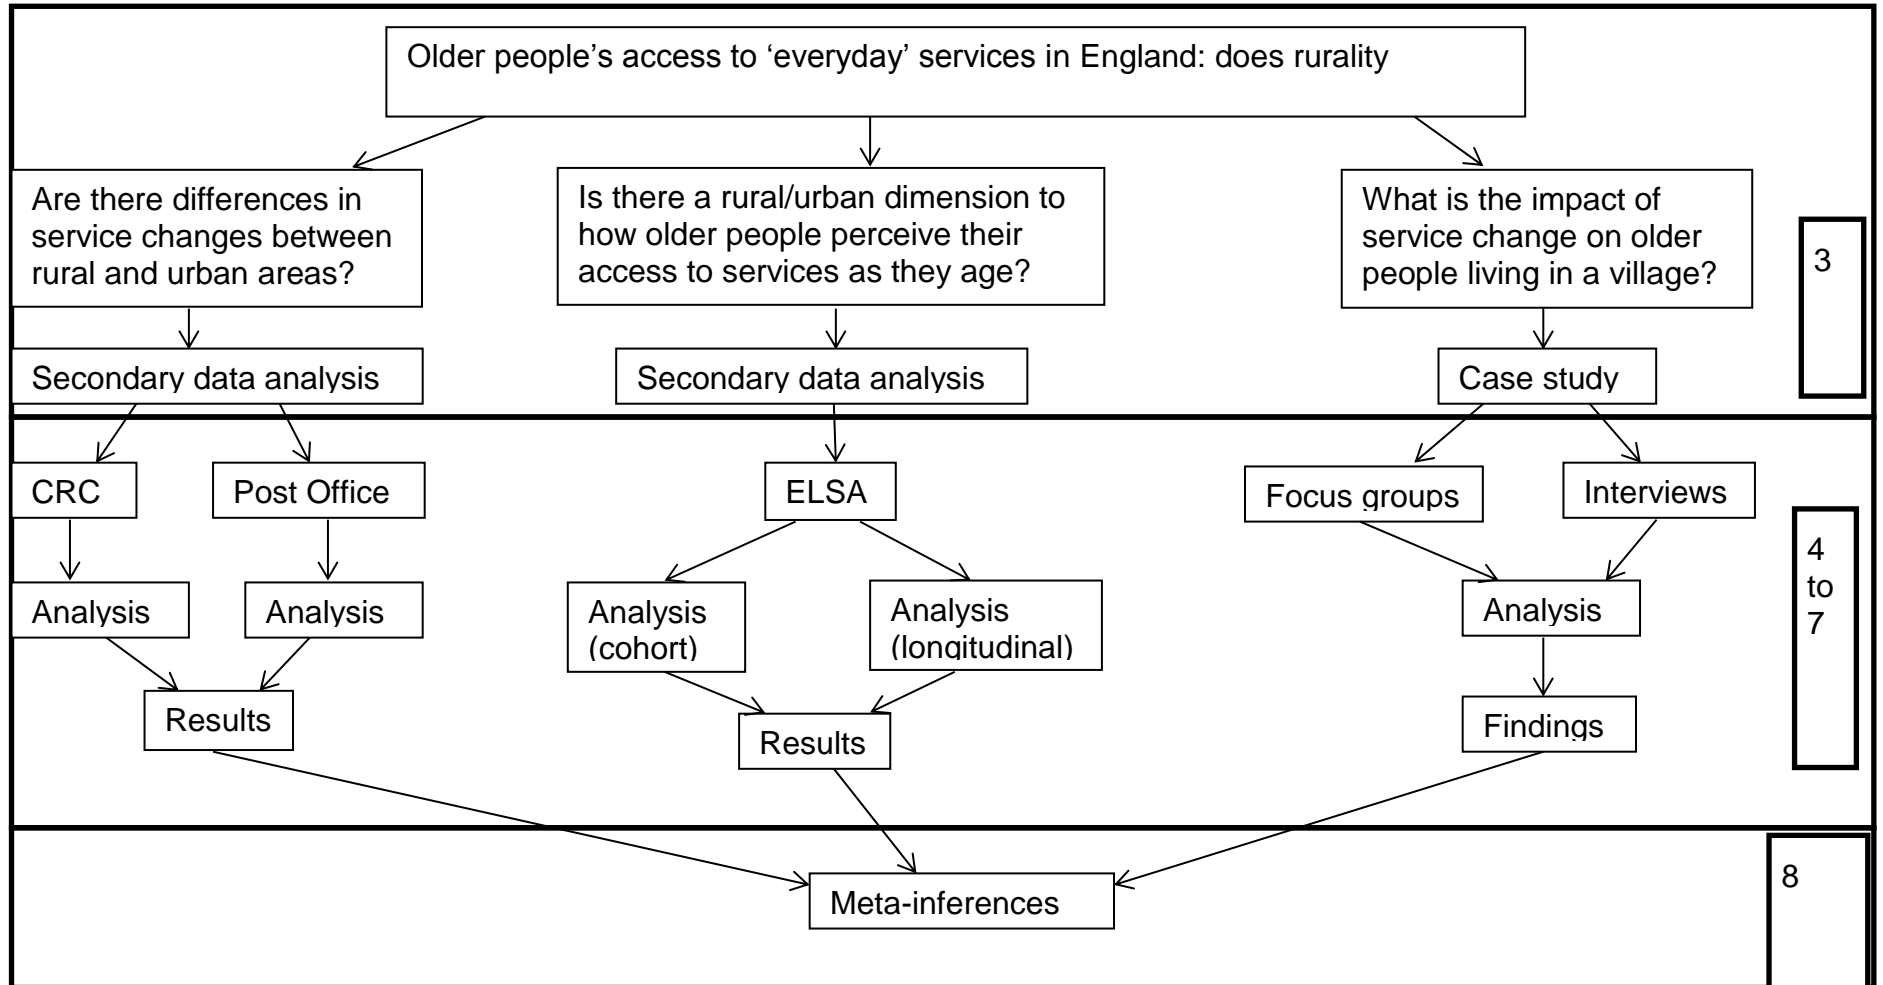 Older people’s access to ‘everyday’ services in England: does rurality
Are there differences in
service changes between
rural and urban areas?
Is there a rural/urban dimension to
how older people perceive their
access to services as they age?
What is the impact of
service change on older
people living in a village?
3
Secondary data analysis
Secondary data analysis
Case study
CRC
Post Office
ELSA
Focus groups
Interviews
4
to
7
Analysis
Analysis
Analysis
(cohort)
Analysis
(longitudinal)
Analysis
Results
Results
Findings
8
Meta-inferences